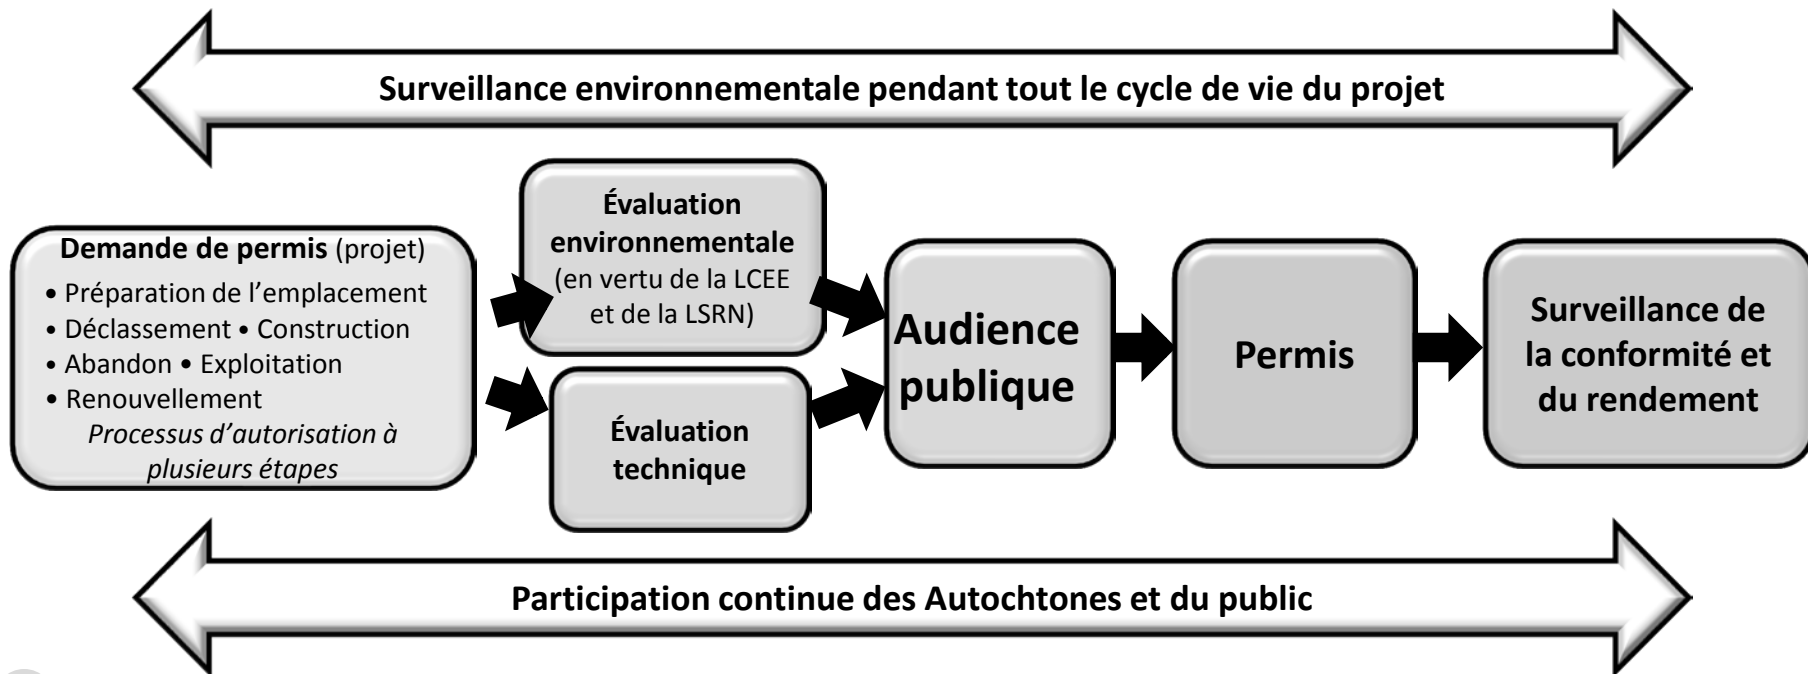 Surveillance environnementale pendant tout le cycle de vie du projet
Demande de permis (projet)
• Préparation de l’emplacement
• Déclassement • Construction
• Abandon • Exploitation
• Renouvellement
Processus d’autorisation à
plusieurs étapes
Évaluation
environnementale
(en vertu de la LCEE
et de la LSRN)
Évaluation
technique
Audience
publique
Permis
Surveillance de
la conformité et
du rendement
Participation continue des Autochtones et du public